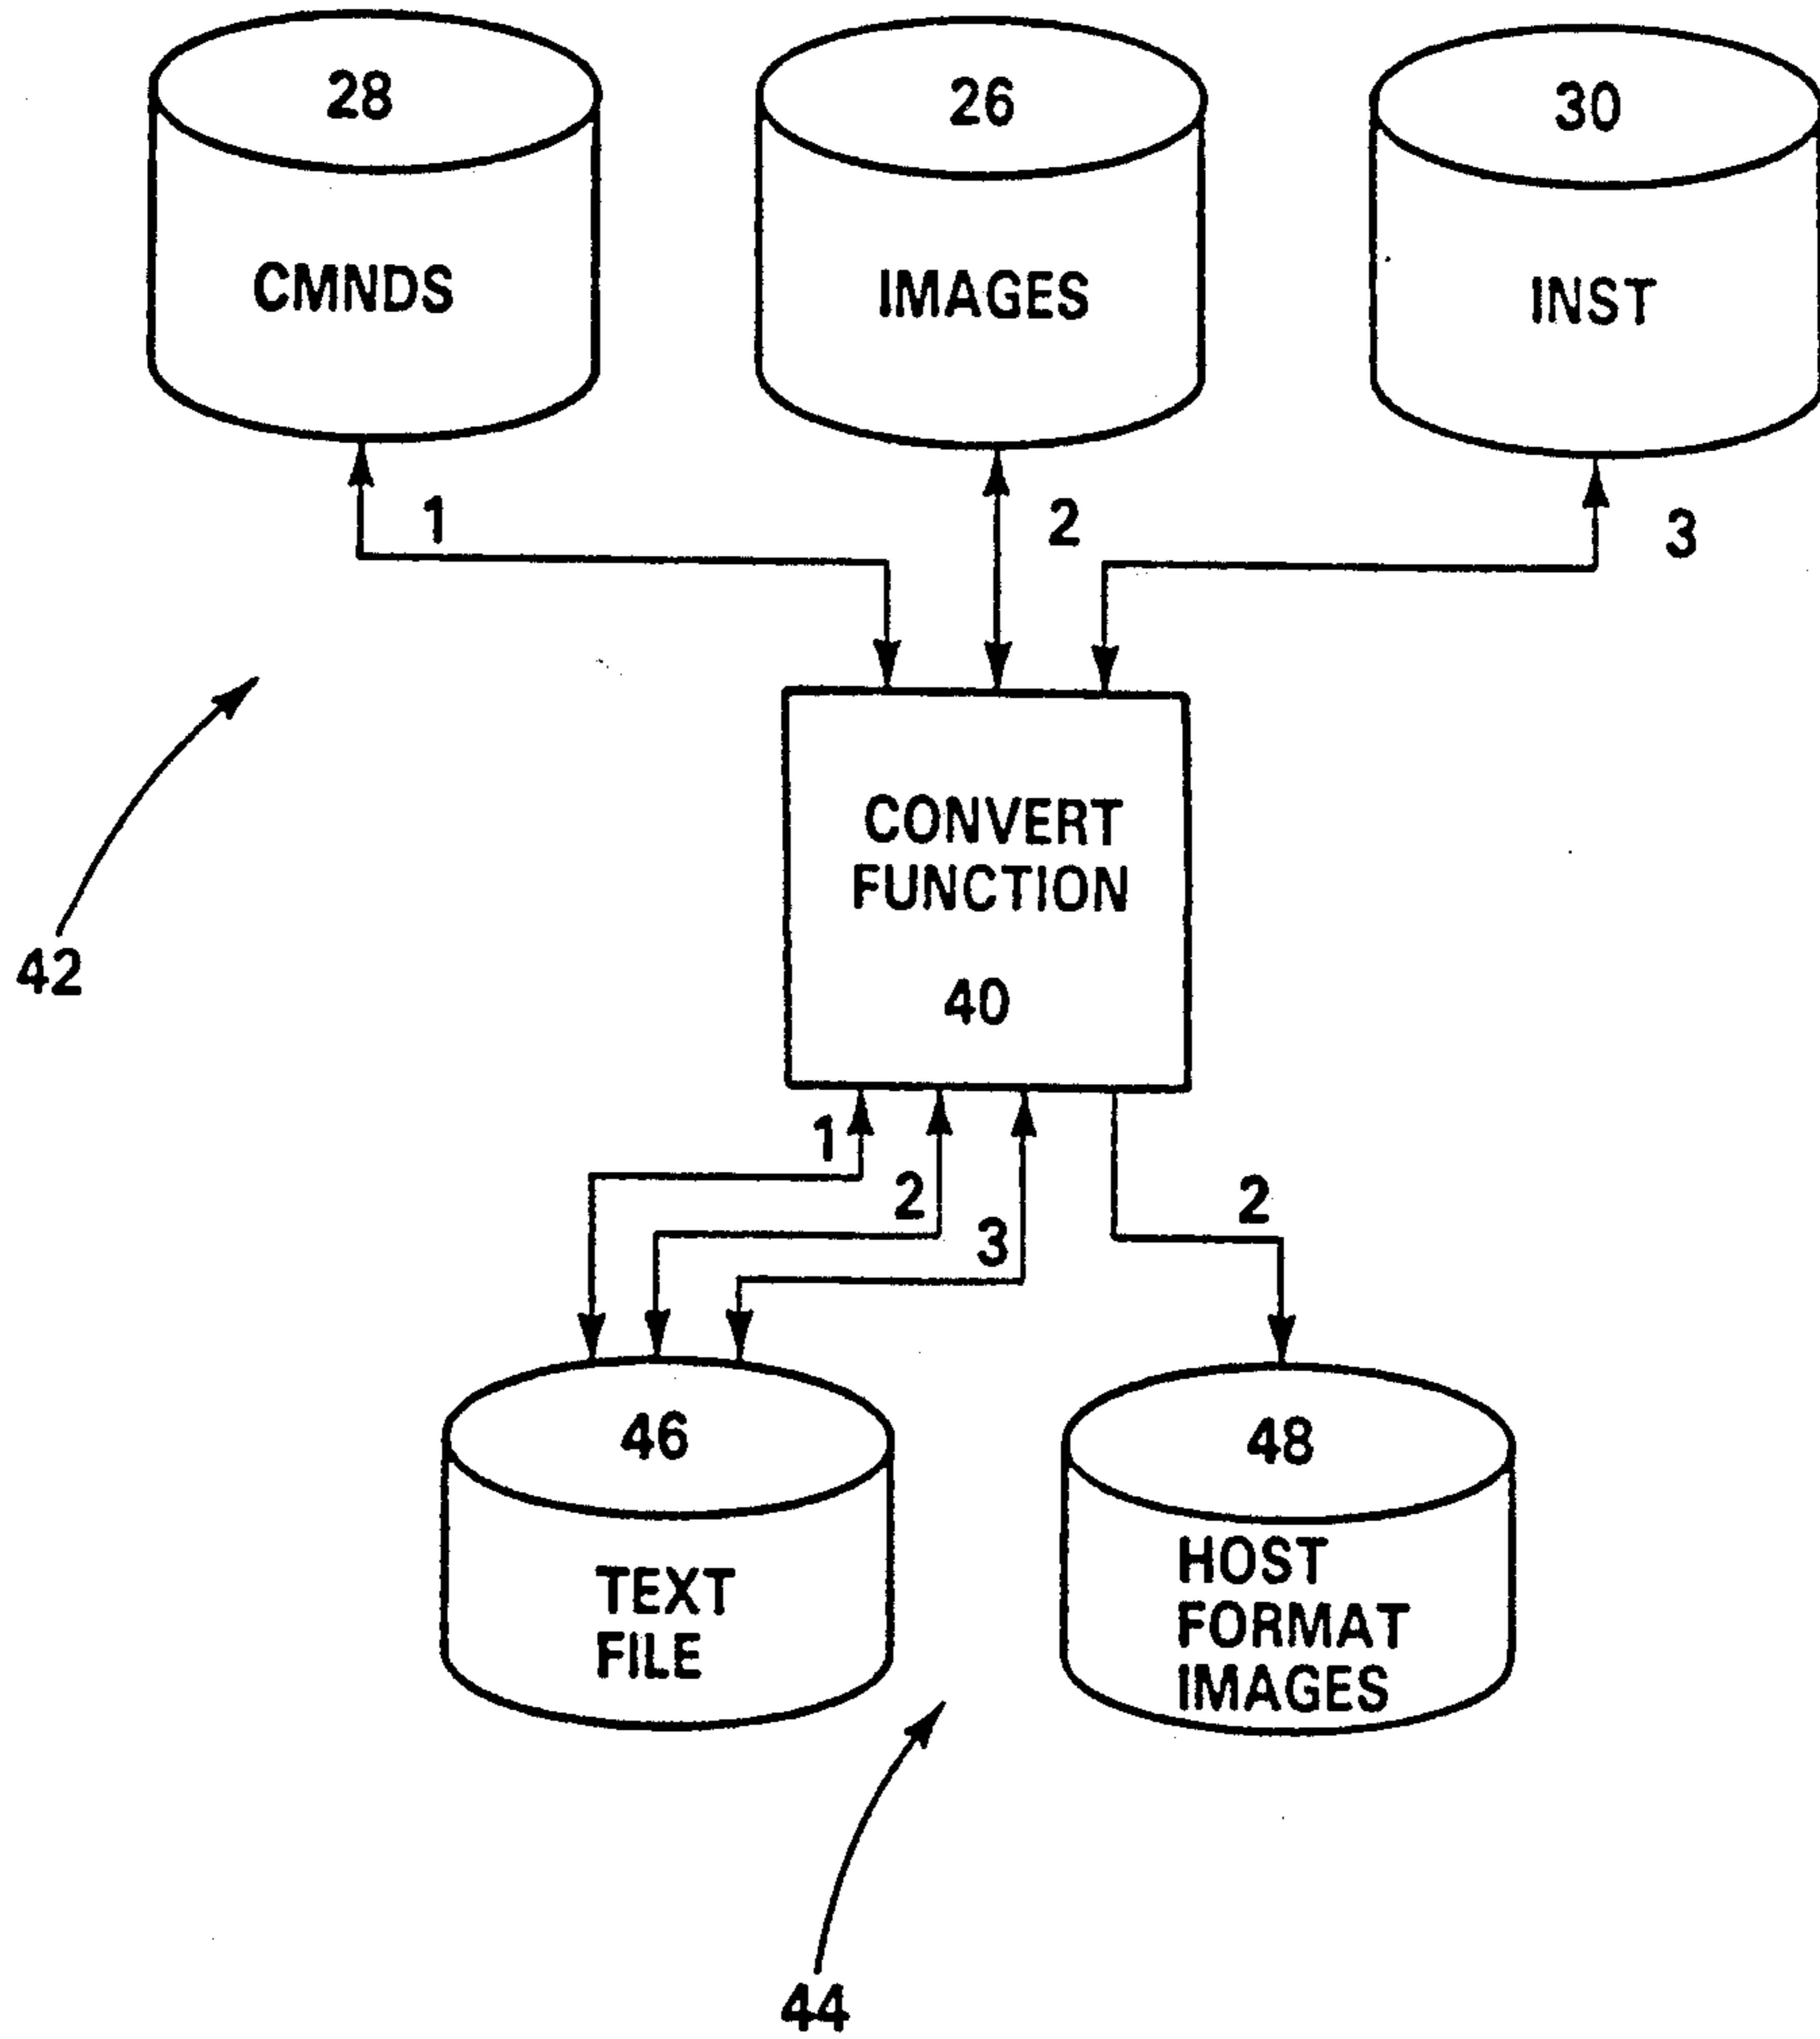 28
26
30
CMNDS
IMAGES
INST
1
2
3
CONVERT
FUNCTION
40
42
1
2
3
2
46
48
TEXT
FILE
HOST
FORMAT
IMAGES
44